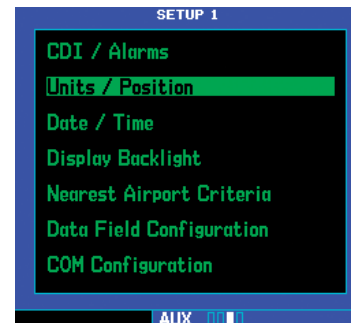 SETUP 1
CDI / Alarms
Units / Position
Date / Time
Display Backlight
Nearest Airport Criteria
Data Field Configuration
COM Configuration
AUX